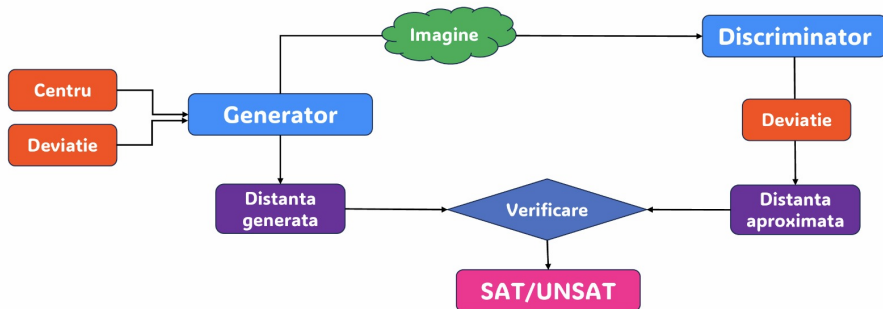 Imagine
Discriminator
Centru
Generator
Deviatie
Deviatie
Distanta
generata
Verificare
Distanta
aproximata
SAT/UNSAT